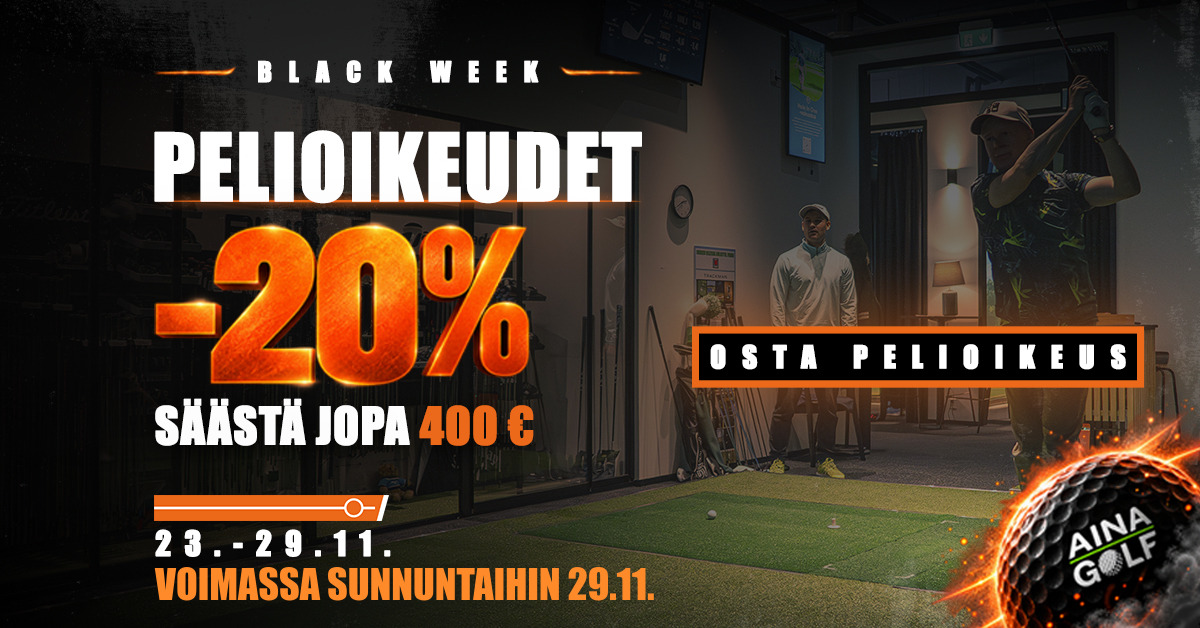 BLACK WEEK
PELIOIKEUDET
-20%
SÄÄSTÄ JOPA 400 €
23.-29.11.
VOIMASSA SUNNUNTAIHIN 29.11.
OSTA PELIOIKEUS
AINA
GOLF